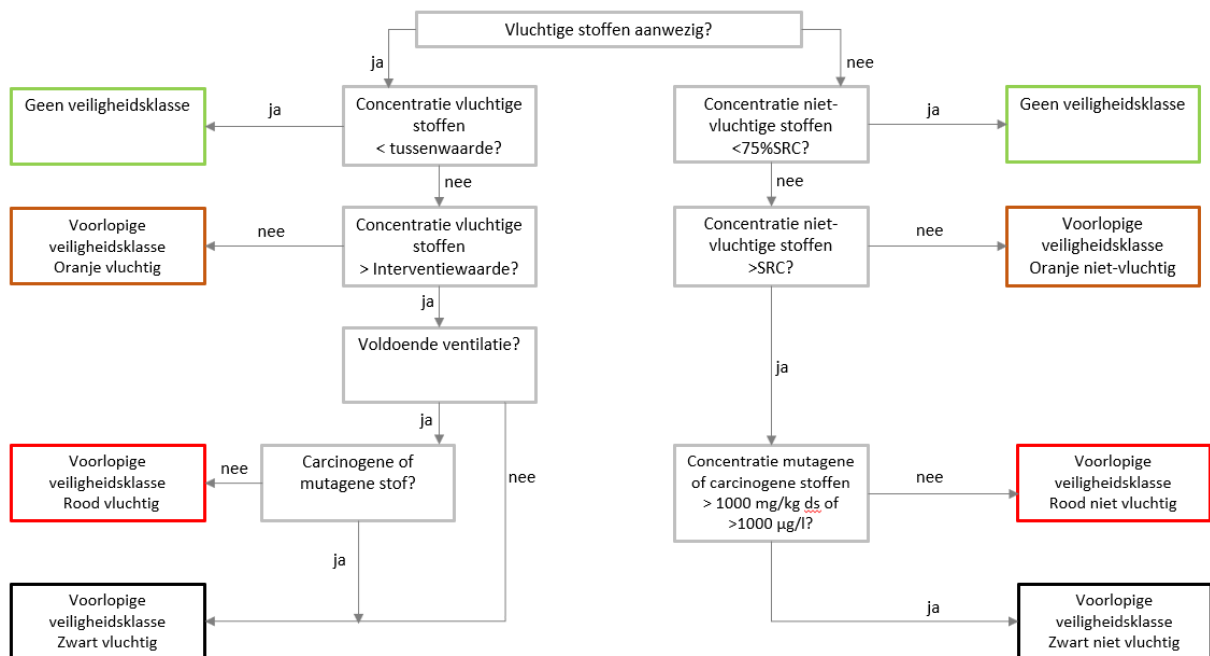 Vluchtige stoffen aanwezig?
ja
nee
Geen veiligheidsklasse
ja
Concentratie vluchtige
stoffen
< tussenwaarde?
Concentratie niet-
vluchtige stoffen
<75%SRC?
ja
Geen veiligheidsklasse
nee
nee
Voorlopige
veiligheidsklasse
Oranje vluchtig
nee
Concentratie vluchtige
stoffen
> Interventiewaarde?
Concentratie niet-
vluchtige stoffen
>SRC?
nee
Voorlopige
veiligheidsklasse
Oranje niet-vluchtig
ja
Voldoende ventilatie?
ja
ja
Voorlopige
veiligheidsklasse
Rood vluchtig
nee
Carcinogene of
mutagene stof?
nee
Concentratie mutagene
of carcinogene stoffen
> 1000 mg/kg ds of
>1000 µg/l?
nee
Voorlopige
veiligheidsklasse
Rood niet vluchtig
ja
Voorlopige
veiligheidsklasse
Zwart vluchtig
ja
Voorlopige
veiligheidsklasse
Zwart niet vluchtig